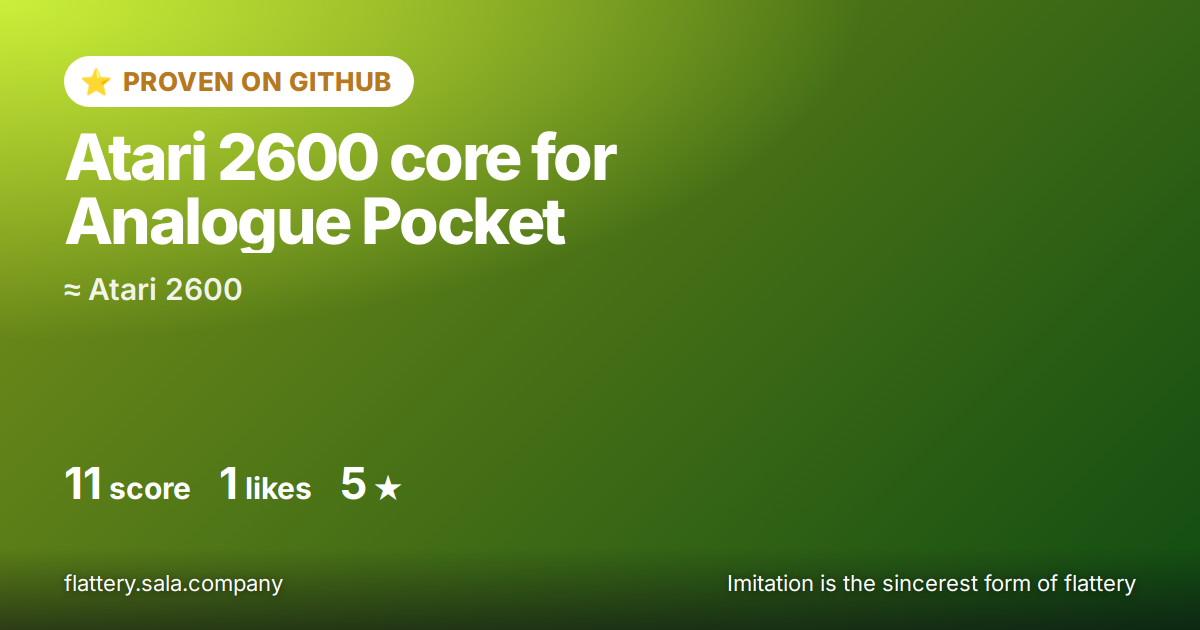 ⭐ PROVEN ON GITHUB
Atari 2600 core for
Analogue Pocket
≈ Atari 2600
11 score 1 likes 5 ★
flattery.sala.company
Imitation is the sincerest form of flattery